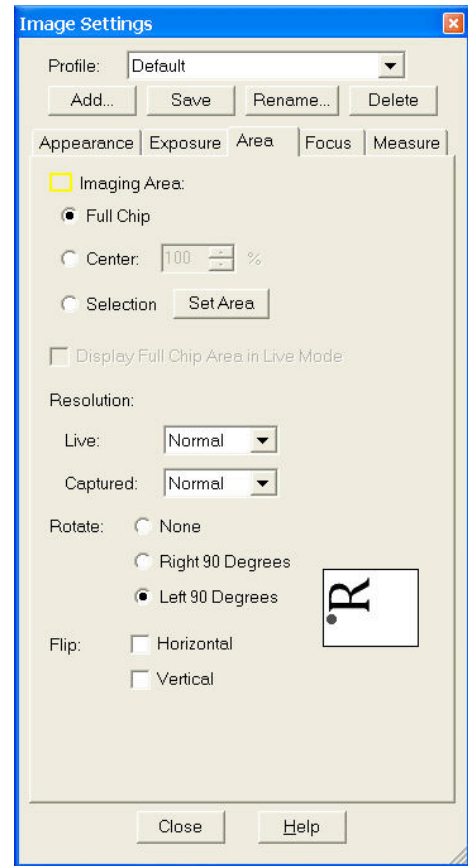 Image Settings
Profile: Default
Add... Save Rename... Delete
Appearance Exposure Area Focus Measure
Imaging Area:
Full Chip
Center: 100 %
Selection Set Area
Display Full Chip Area in Live Mode
Resolution:
Live: Normal
Captured: Normal
Rotate: None
Right 90 Degrees
Left 90 Degrees
R
Flip: Horizontal
Vertical
Close Help